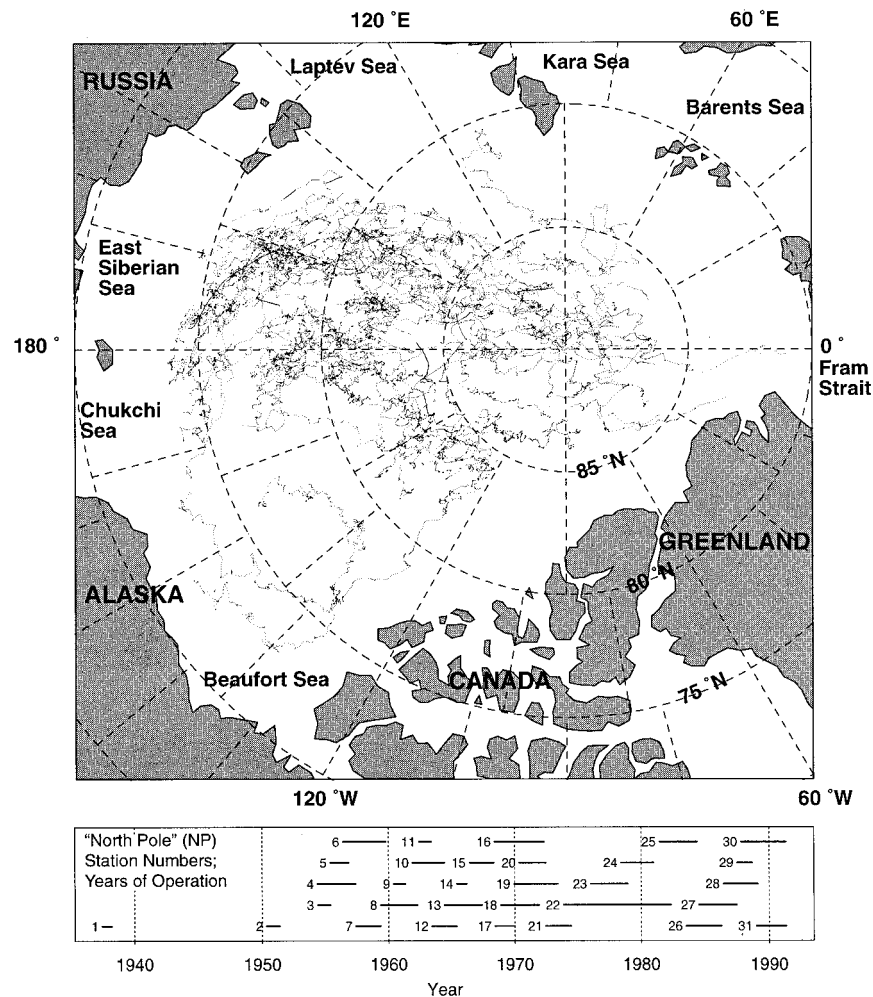 120 °E
60 °E
RUSSIA
Laptev Sea
Kara Sea
Barents Sea
East
Siberian
Sea
180 °
0 °
Fram
Strait
Chukchi
Sea
85 °N
GREENLAND
80 °N
ALASKA
Beaufort Sea
CANADA
75 °N
120 °W
60 °W
"North Pole" (NP)
Station Numbers;
Years of Operation
6 11 16 25 30
5 10 15 20 24 29
4 9 14 19 23 28
3 8 13 18 22 27
1 2 7 12 17 21 26 31
1940 1950 1960 1970 1980 1990
Year